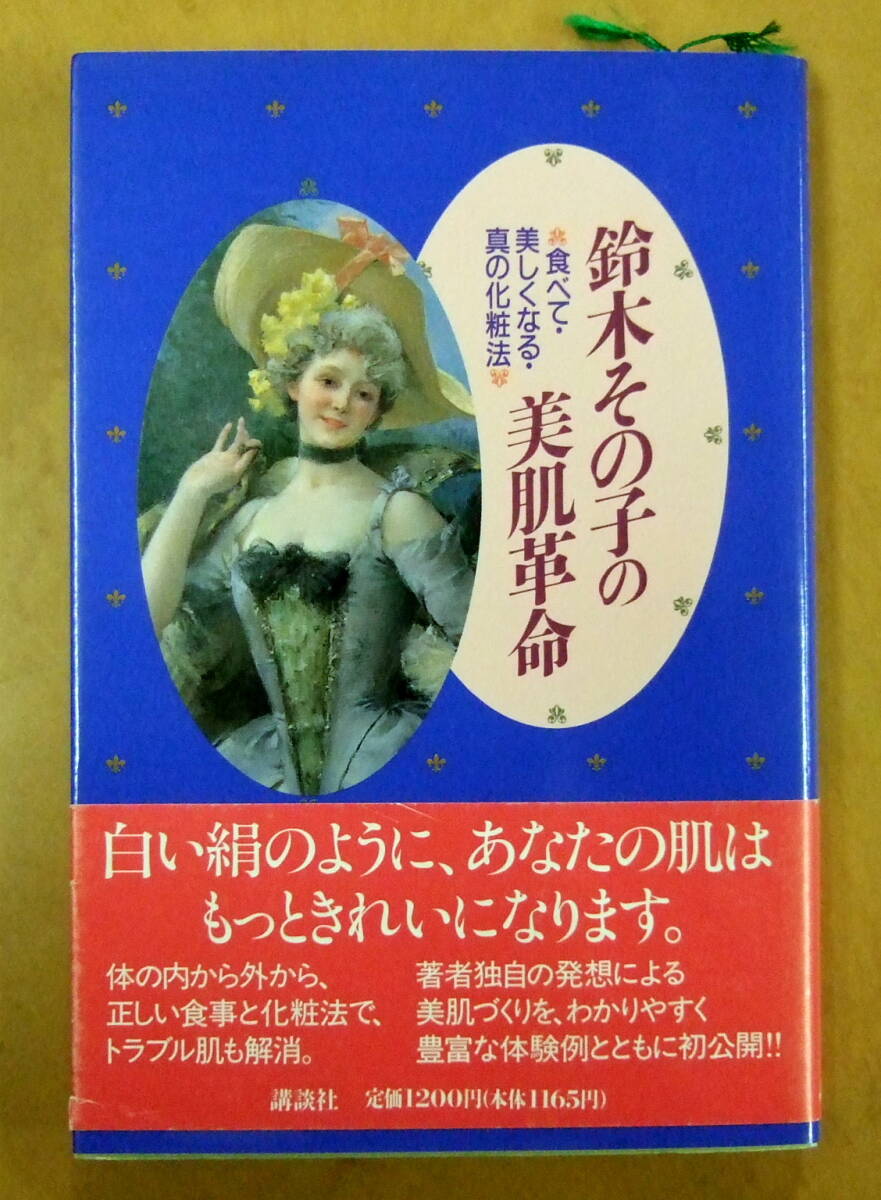 鈴木その子の
美肌革命
食べて・
美しくなる・
真の化粧法
白い絹のように、あなたの肌は
もっときれいになります。
体の内から外から、
正しい食事と化粧法で、
トラブル肌も解消。
著者独自の発想による
美肌づくりを、わかりやすく
豊富な体験例とともに初公開!!
講談社 定価1200円(本体1165円)